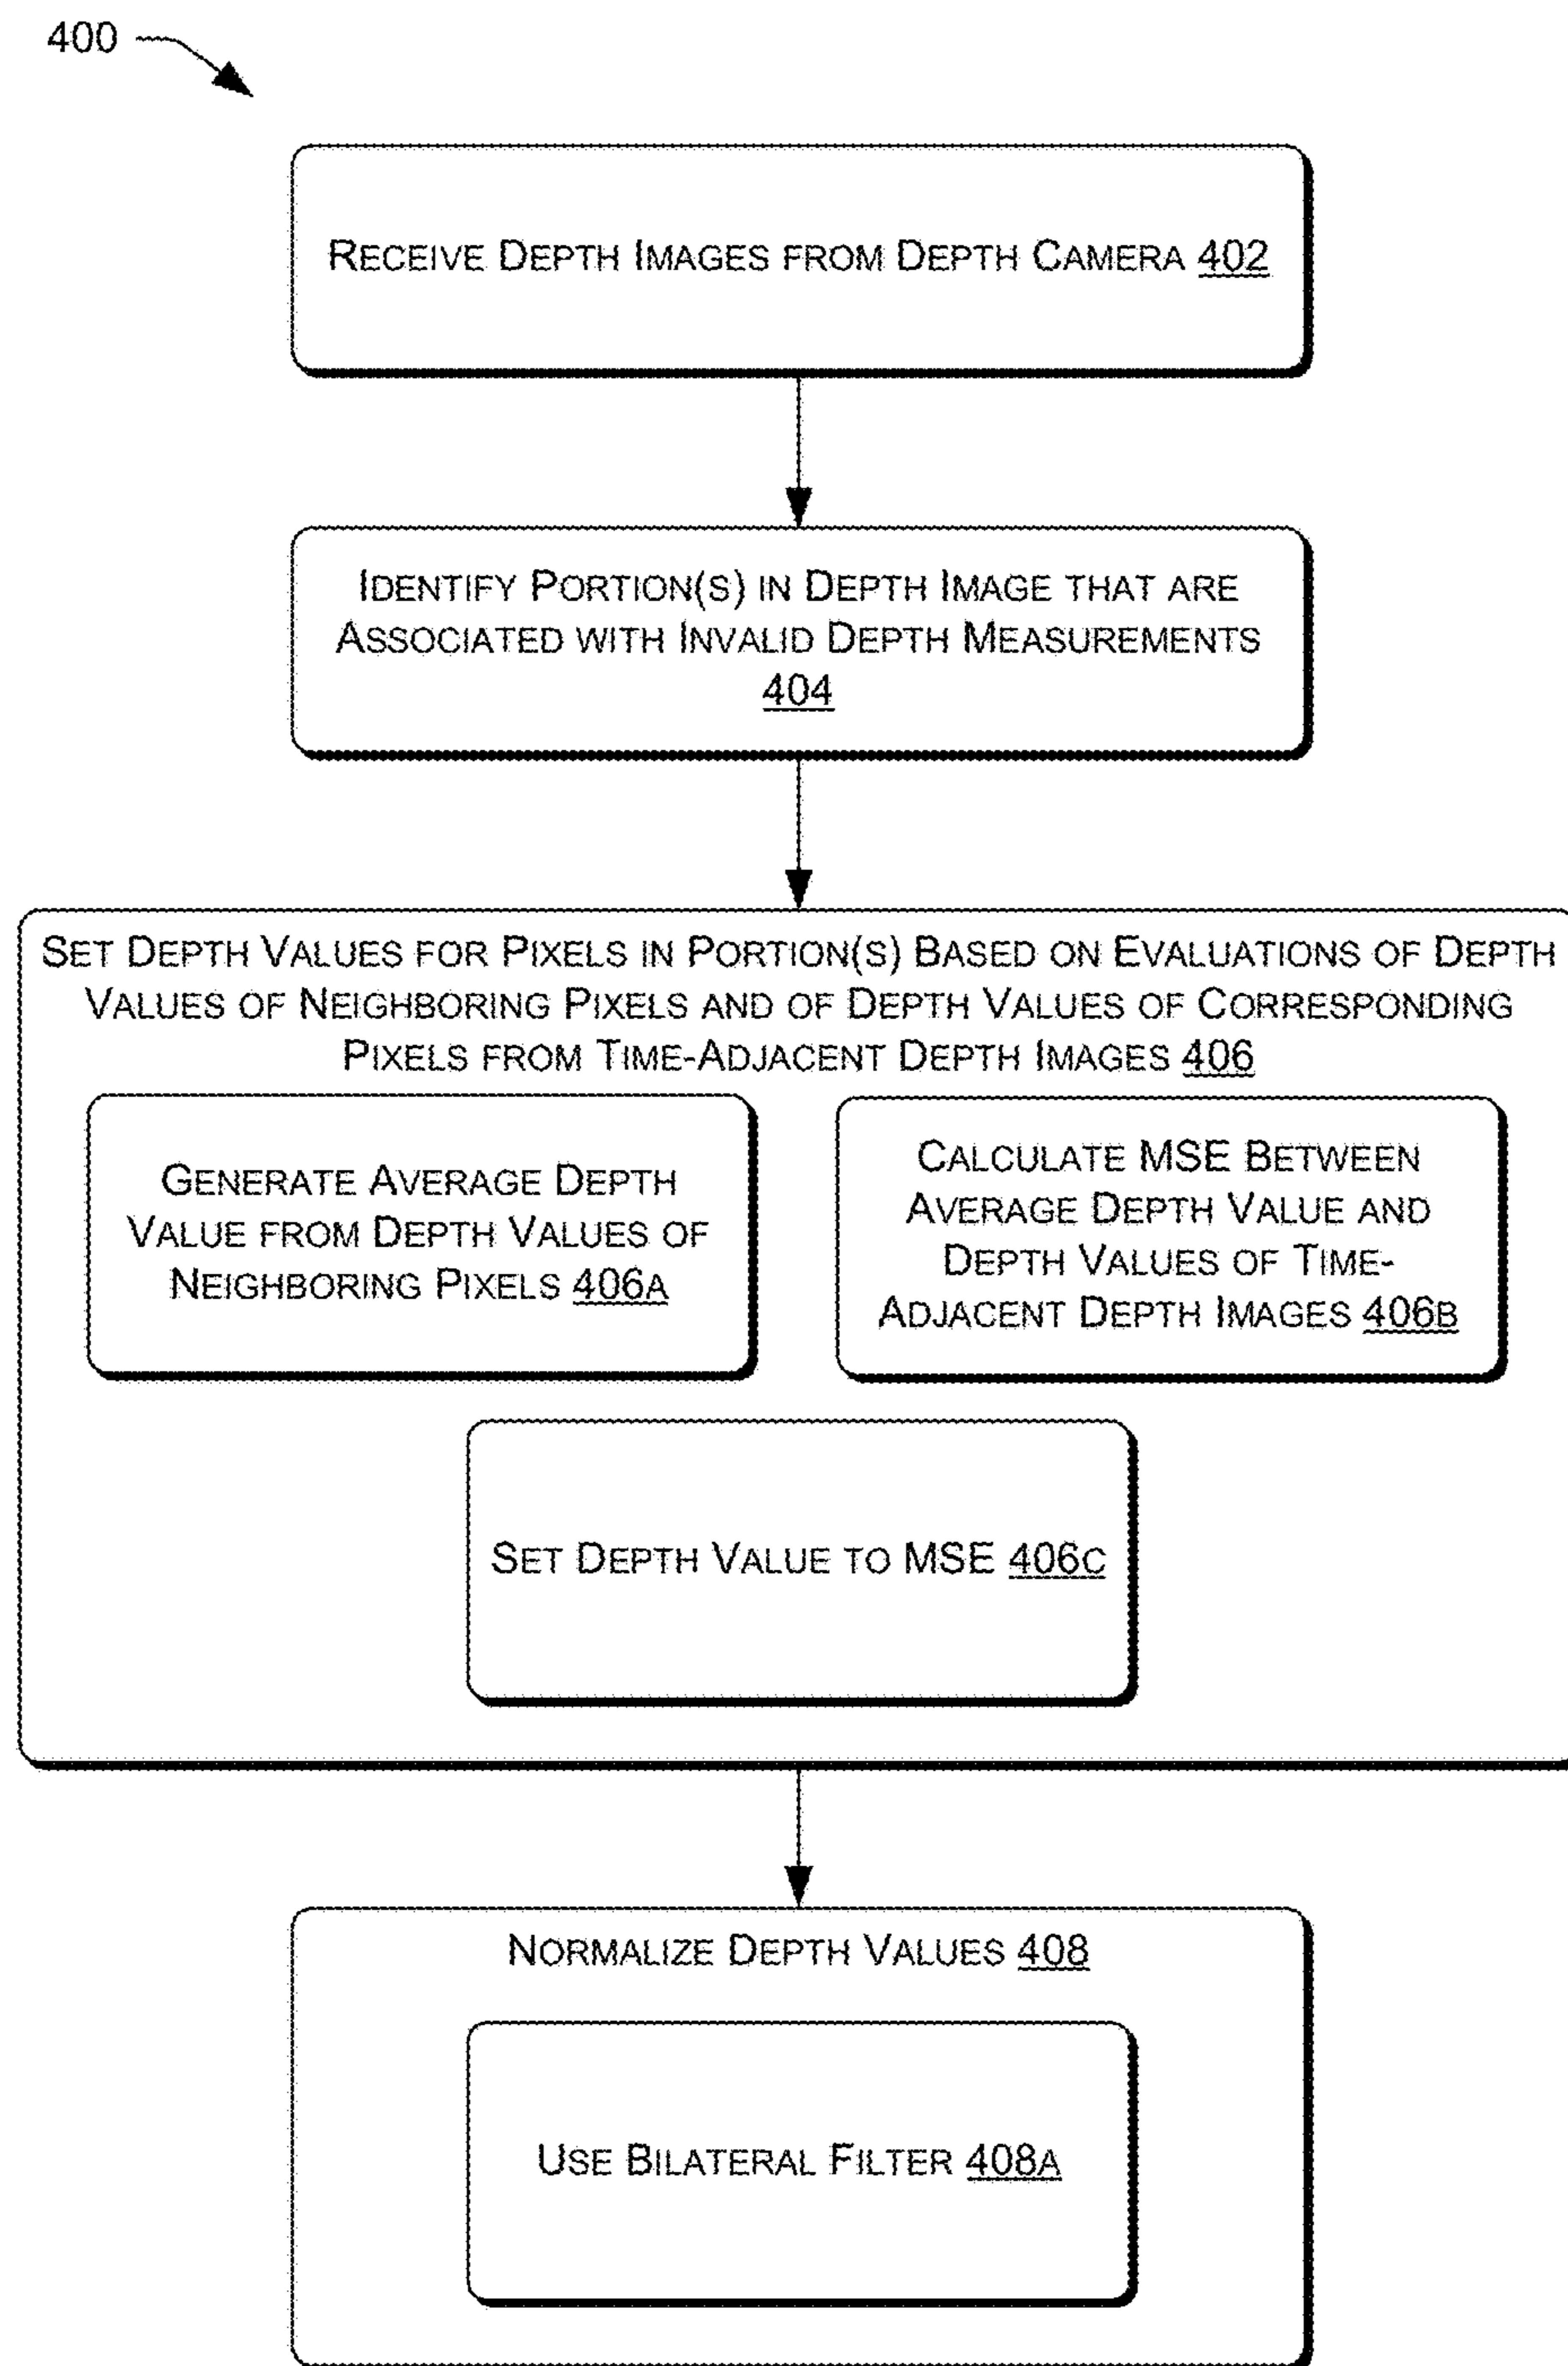 400
RECEIVE DEPTH IMAGES FROM DEPTH CAMERA 402
IDENTIFY PORTION(S) IN DEPTH IMAGE THAT ARE
ASSOCIATED WITH INVALID DEPTH MEASUREMENTS
404
SET DEPTH VALUES FOR PIXELS IN PORTION(S) BASED ON EVALUATIONS OF DEPTH
VALUES OF NEIGHBORING PIXELS AND OF DEPTH VALUES OF CORRESPONDING
PIXELS FROM TIME-ADJACENT DEPTH IMAGES 406
GENERATE AVERAGE DEPTH
VALUE FROM DEPTH VALUES OF
NEIGHBORING PIXELS 406A
CALCULATE MSE BETWEEN
AVERAGE DEPTH VALUE AND
DEPTH VALUES OF TIME-
ADJACENT DEPTH IMAGES 406B
SET DEPTH VALUE TO MSE 406C
NORMALIZE DEPTH VALUES 408
USE BILATERAL FILTER 408A